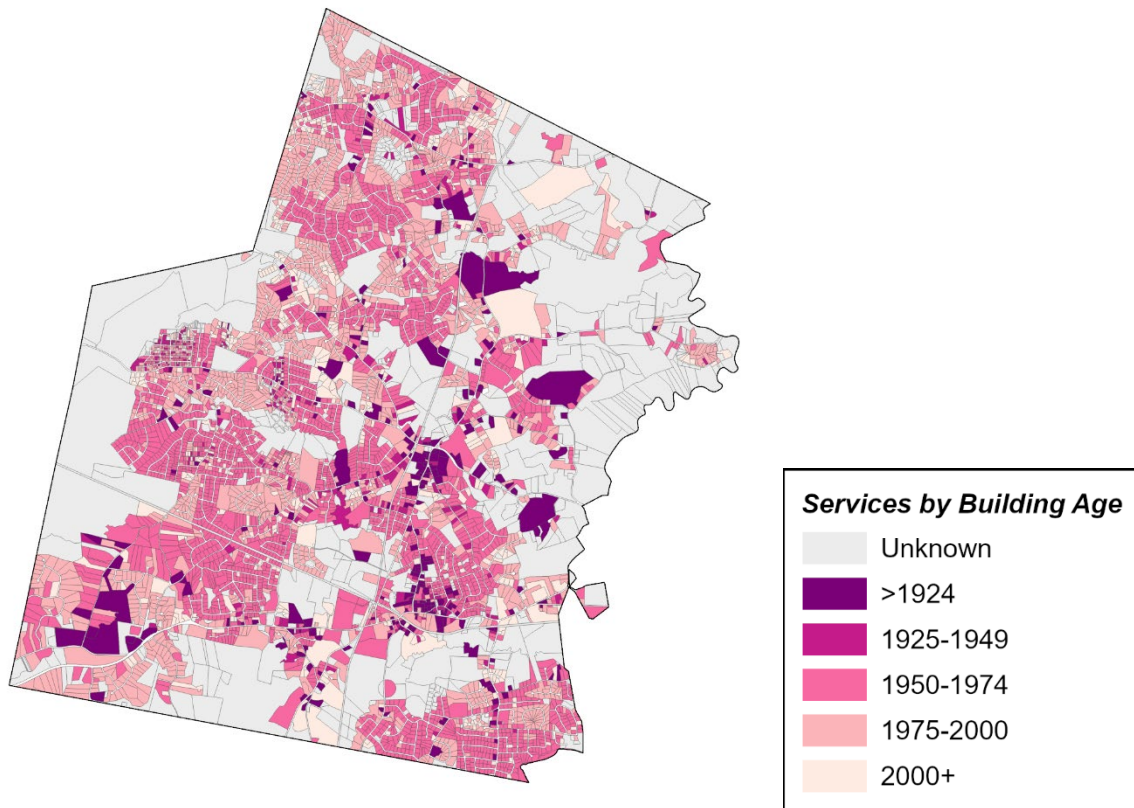 Services by Building Age
Unknown
>1924
1925-1949
1950-1974
1975-2000
2000+